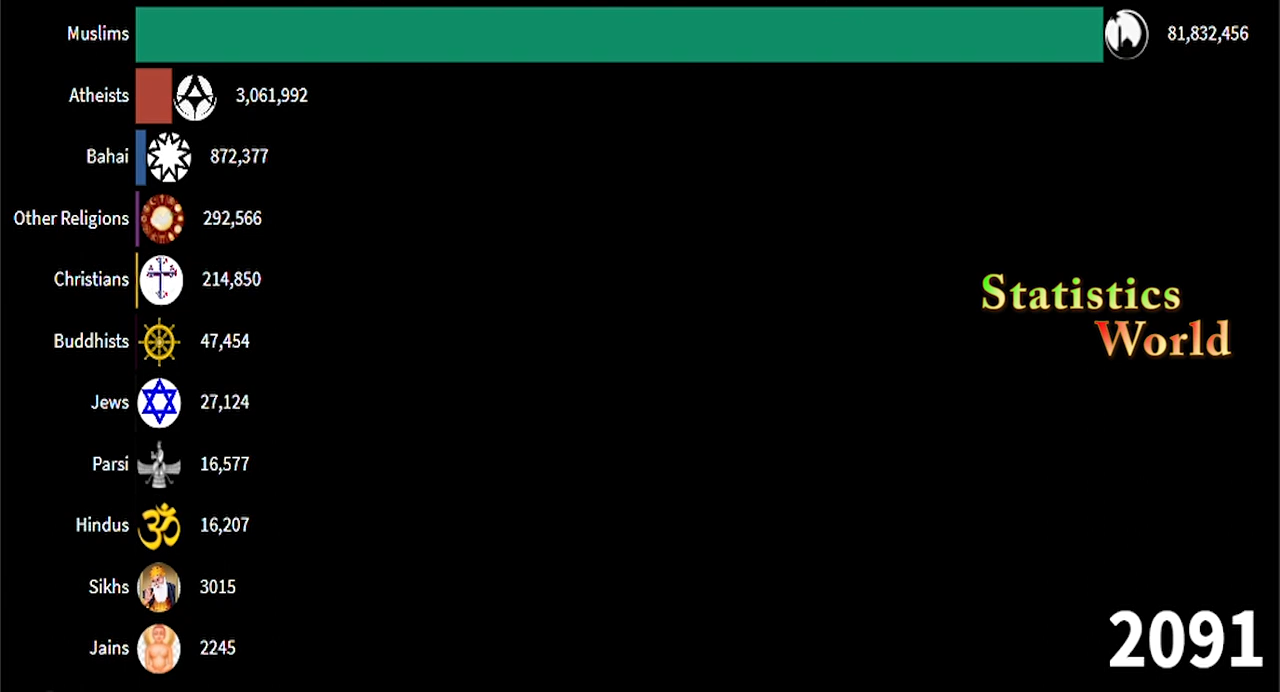 Muslims 81,832,456
Atheists 3,061,992
Bahai 872,377
Other Religions 292,566
Christians 214,850
Buddhists 47,454
Jews 27,124
Parsi 16,577
Hindus 16,207
Sikhs 3015
Jains 2245
Statistics
World
2091